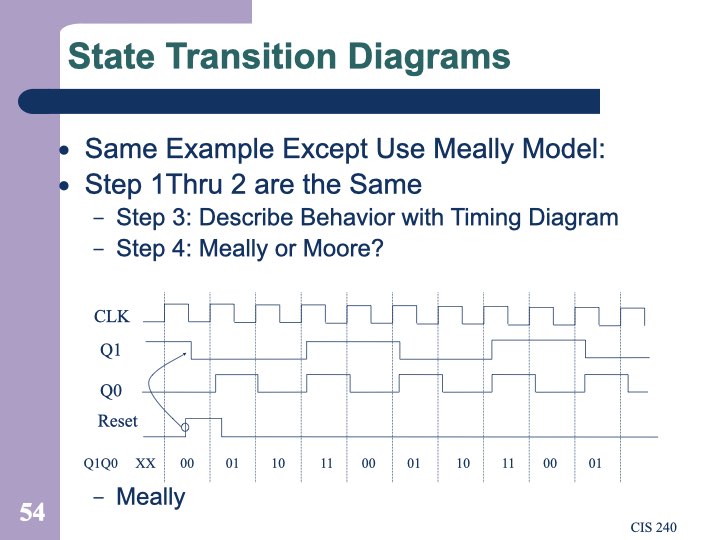 State Transition Diagrams
• Same Example Except Use Meally Model:
• Step 1Thru 2 are the Same
– Step 3: Describe Behavior with Timing Diagram
– Step 4: Meally or Moore?
CLK
Q1
Q0
Reset
Q1Q0 XX 00 01 10 11 00 01 10 11 00 01
– Meally
54
CIS 240